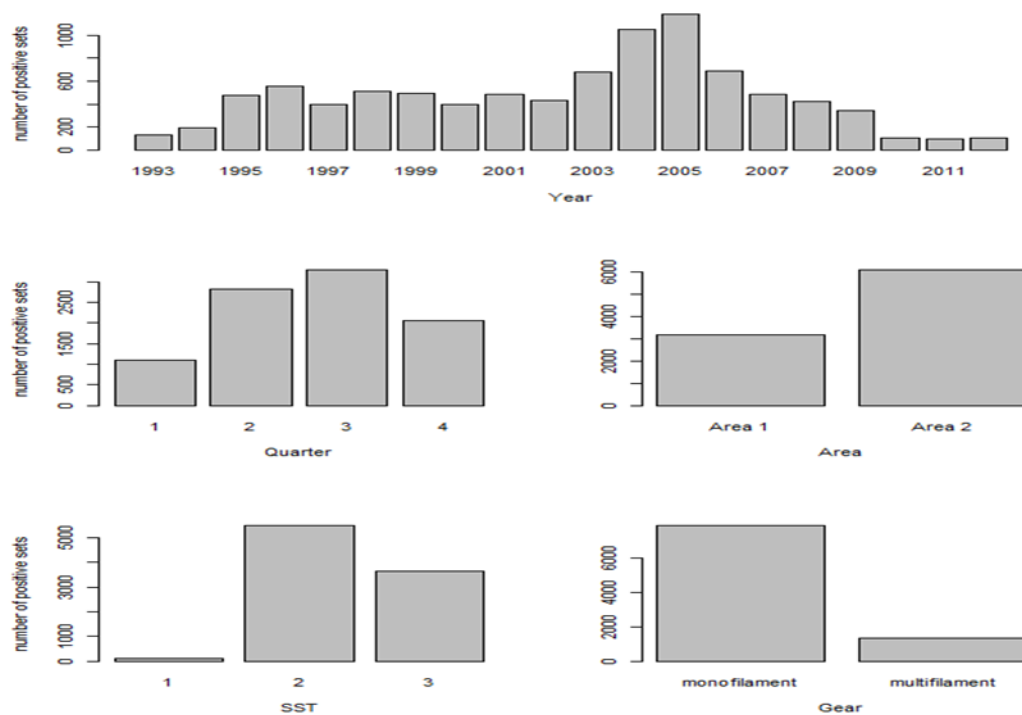 number of positive sets
0 200 600 1000
1993 1995 1997 1999 2001 2003 2005 2007 2009 2011
Year
number of positive sets
0 500 1500 2500
1 2 3 4
Quarter
0 2000 4000 6000
Area 1 Area 2
Area
number of positive sets
0 1000 3000 5000
1 2 3
SST
0 2000 4000 6000
monofilament multifilament
Gear